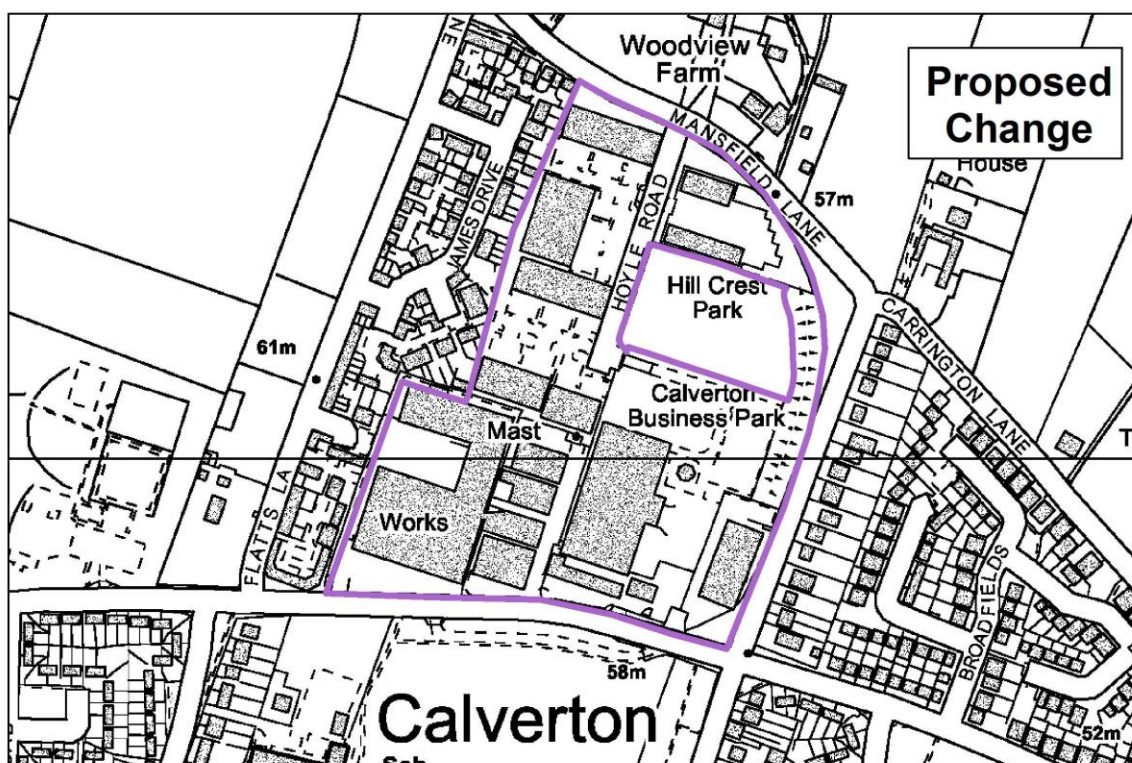 Woodview
Farm
Proposed
Change
House
NE
MANSFIELD LANE
57m
JAMES DRIVE
HOYLE ROAD
Hill Crest
Park
CARRINGTON LANE
61m
Calverton
Business Park
Mast
T
Works
FLATTS LA
BROADFIELDS
58m
Calverton
52m